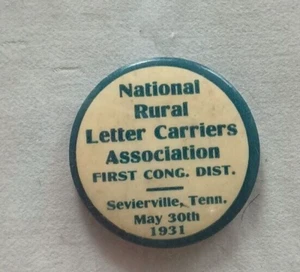 National
Rural
Letter Carriers
Association
FIRST CONG. DIST.
Sevierville, Tenn.
May 30th
1931